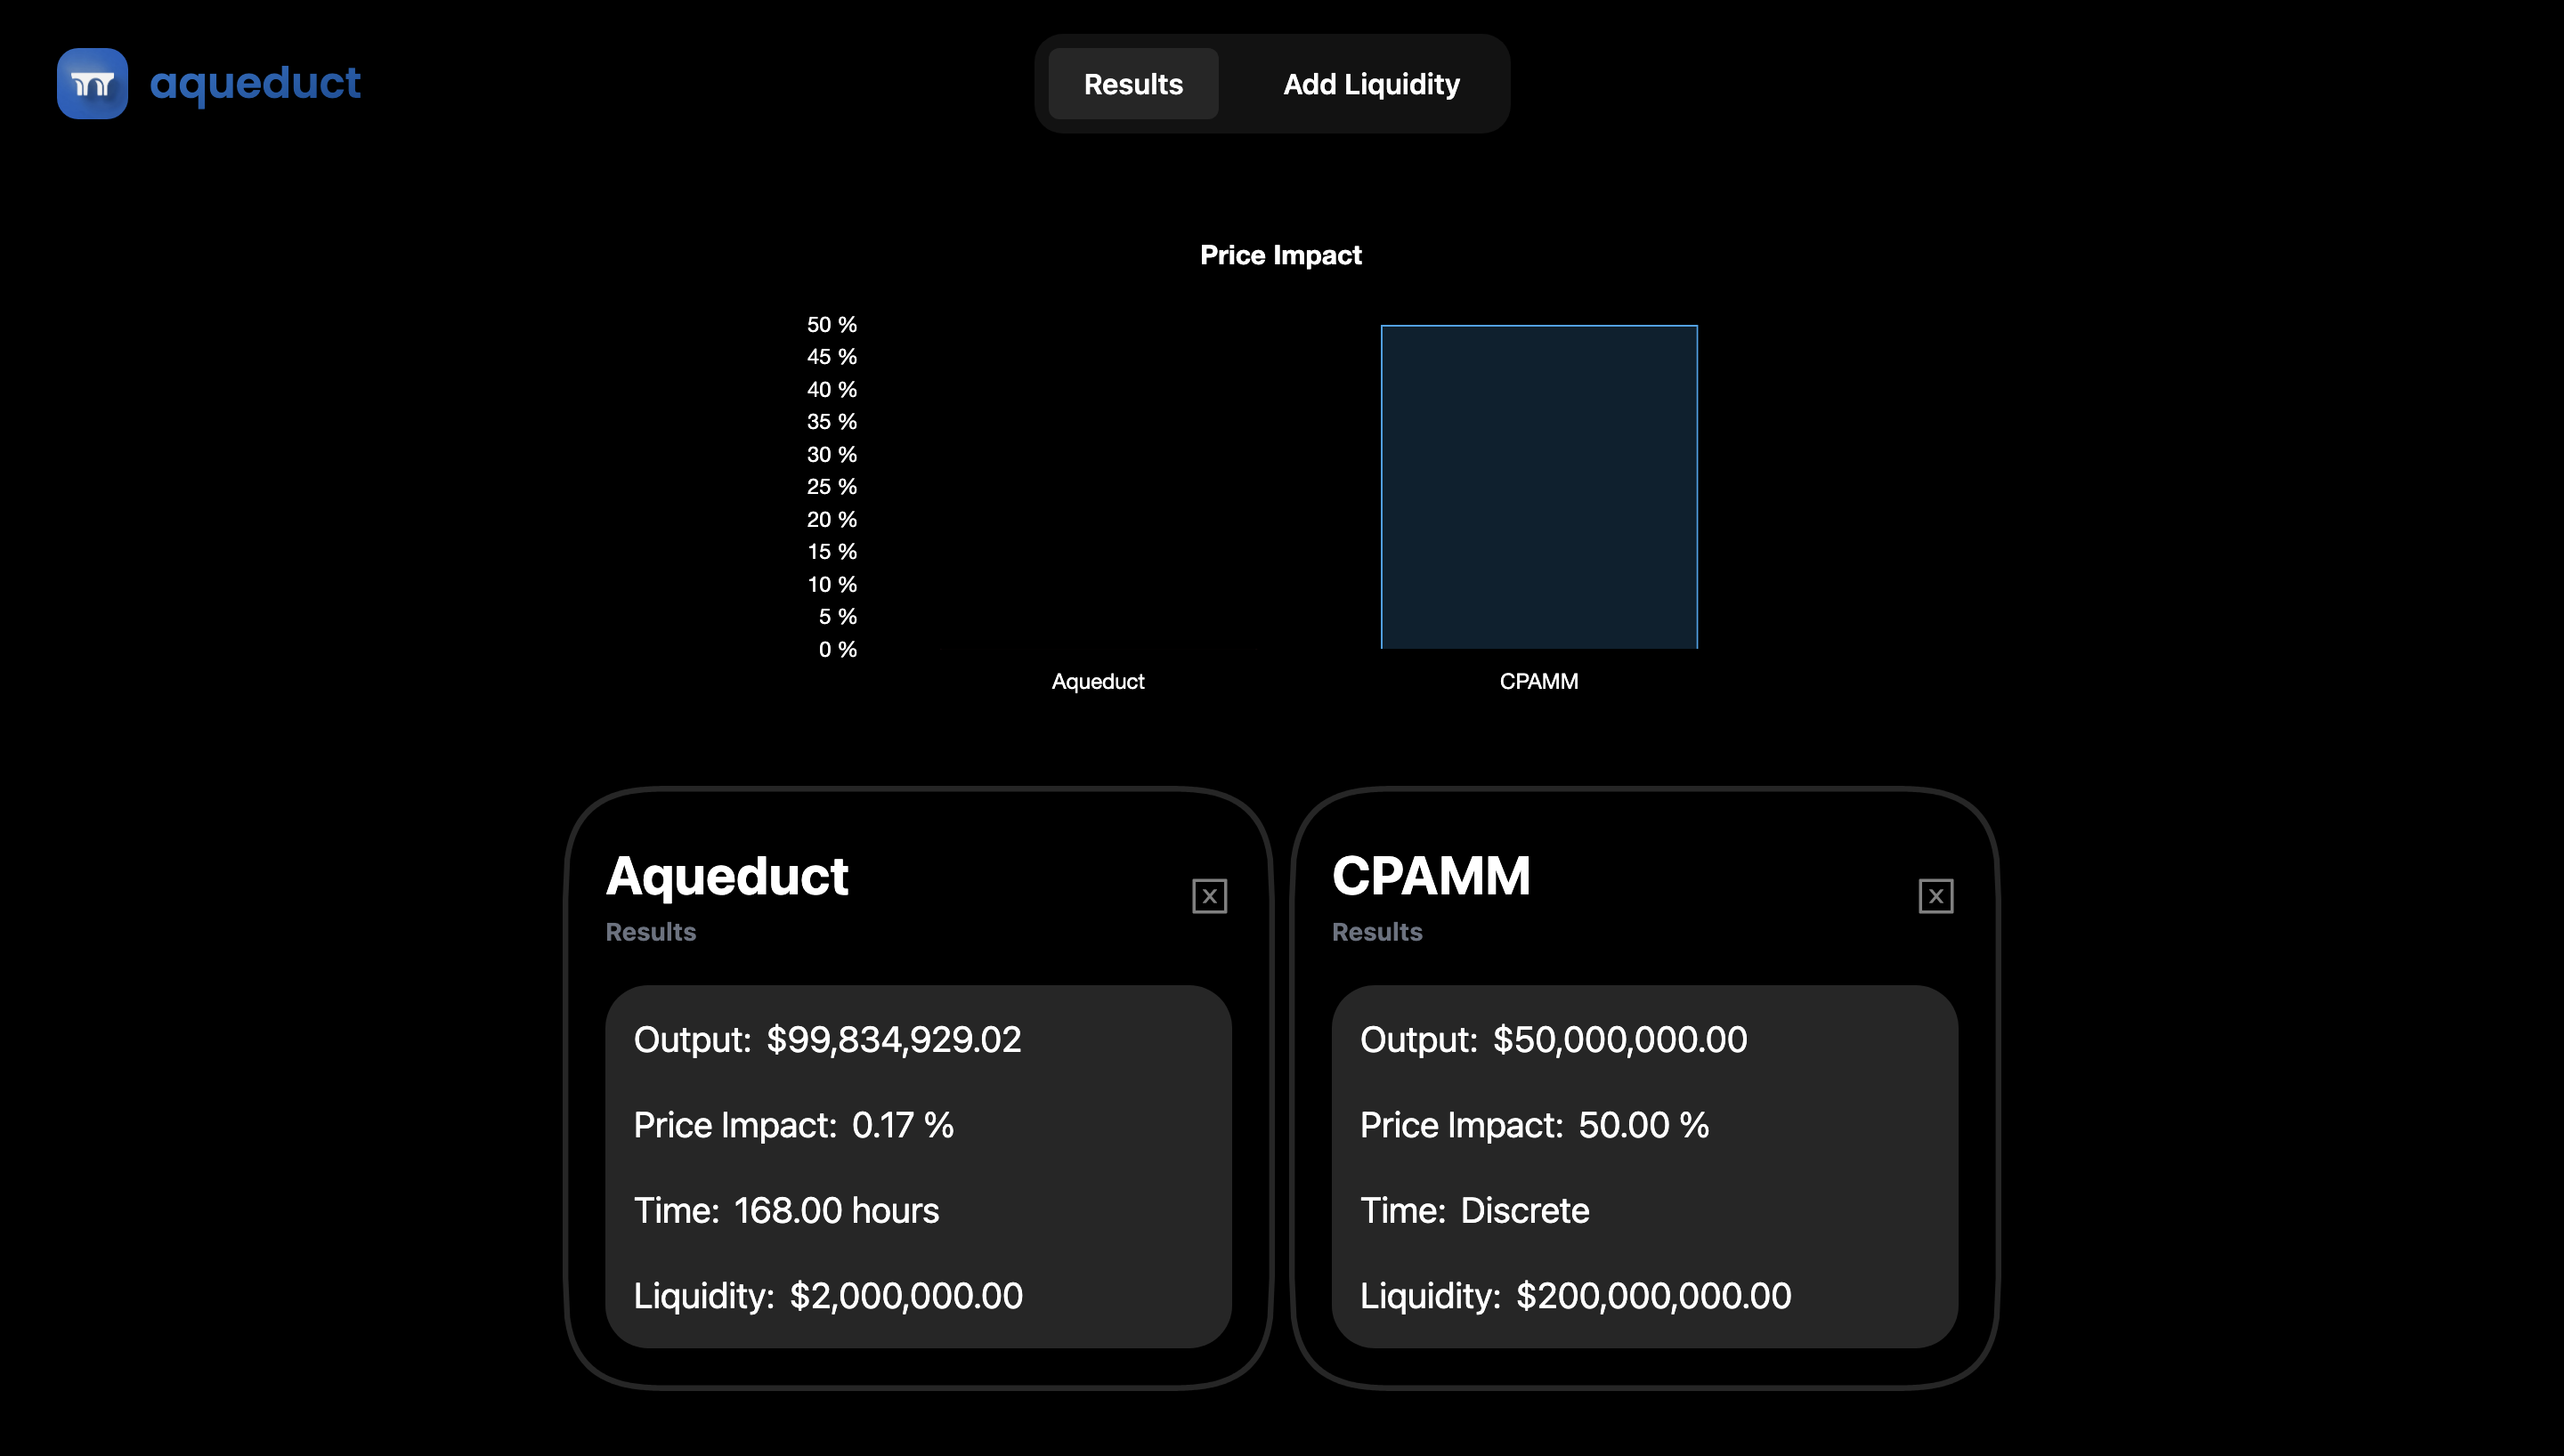 aqueduct
Results
Add Liquidity
Price Impact
50 %
45 %
40 %
35 %
30 %
25 %
20 %
15 %
10 %
5 %
0 %
Aqueduct
CPAMM
Aqueduct
Results
Output: $99,834,929.02
Price Impact: 0.17 %
Time: 168.00 hours
Liquidity: $2,000,000.00
CPAMM
Results
Output: $50,000,000.00
Price Impact: 50.00 %
Time: Discrete
Liquidity: $200,000,000.00